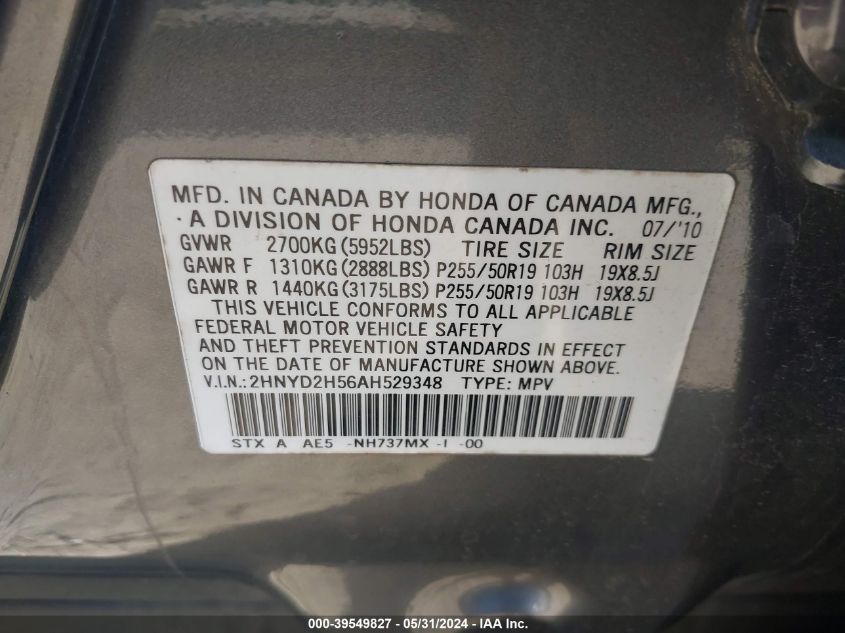 MFD. IN CANADA BY HONDA OF CANADA MFG.,
A DIVISION OF HONDA CANADA INC. 07/'10
GVWR 2700KG (5952LBS) TIRE SIZE RIM SIZE
GAWR F 1310KG (2888LBS) P255/50R19 103H 19X8.5J
GAWR R 1440KG (3175LBS) P255/50R19 103H 19X8.5J
THIS VEHICLE CONFORMS TO ALL APPLICABLE
FEDERAL MOTOR VEHICLE SAFETY
AND THEFT PREVENTION STANDARDS IN EFFECT
ON THE DATE OF MANUFACTURE SHOWN ABOVE.
V.I.N.: 2HNYD2H56AH529348 TYPE: MPV
STX A AE5 -NH737MX -I -00
000-39549827 - 05/31/2024 - IAA Inc.